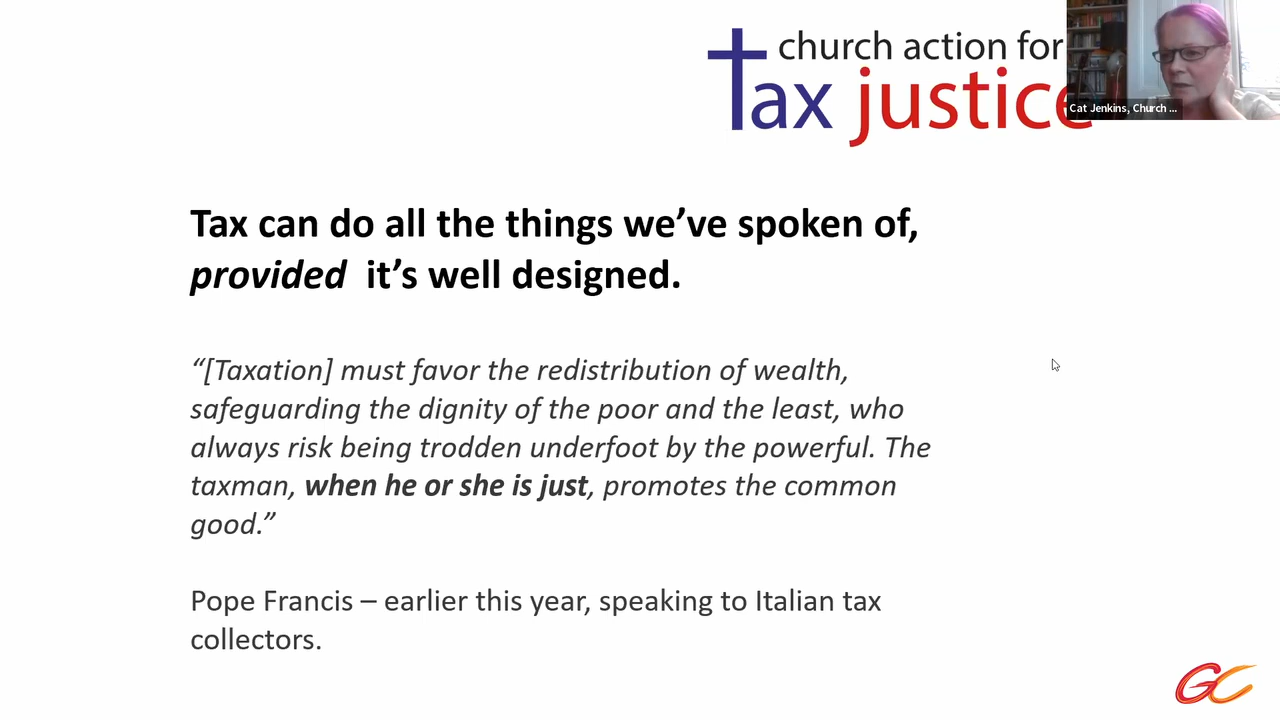 church action for
tax justice
Cat Jenkins, Church ...
Tax can do all the things we’ve spoken of,
provided it’s well designed.
“[Taxation] must favor the redistribution of wealth,
safeguarding the dignity of the poor and the least, who
always risk being trodden underfoot by the powerful. The
taxman, when he or she is just, promotes the common
good.”
Pope Francis – earlier this year, speaking to Italian tax
collectors.
GC